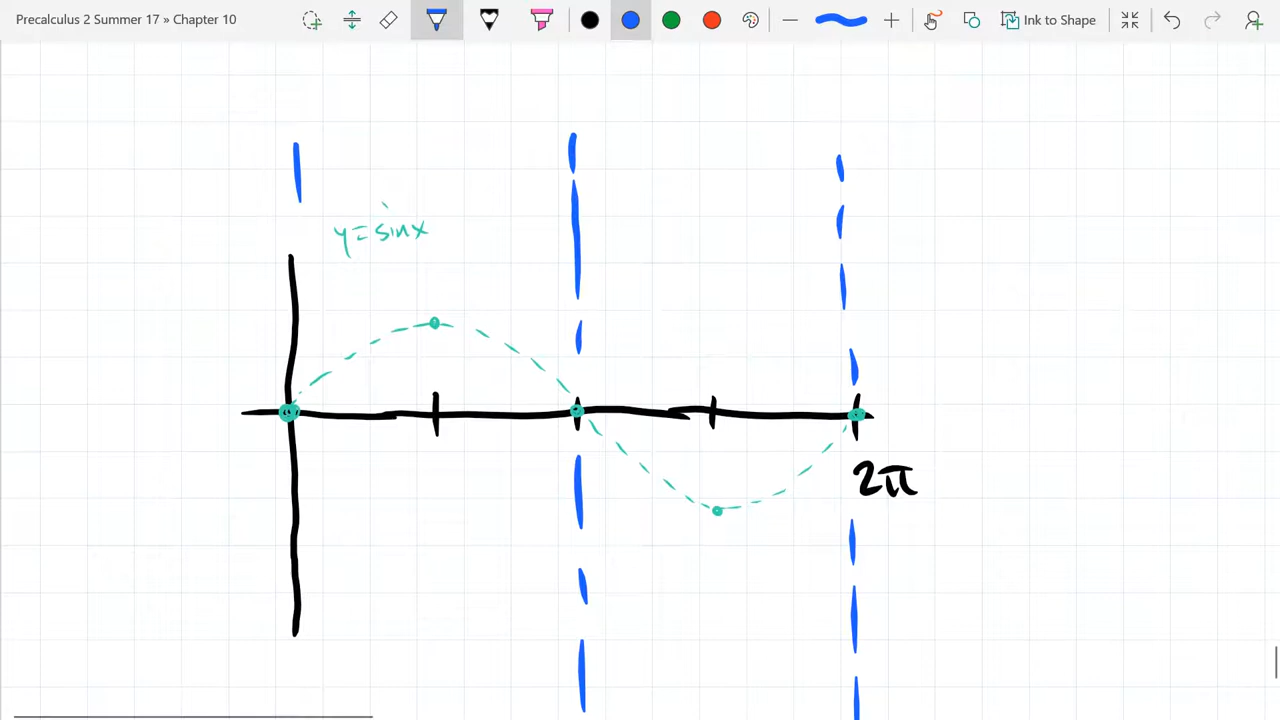 Precalculus 2 Summer 17 » Chapter 10
Ink to Shape
y = sinx
2π